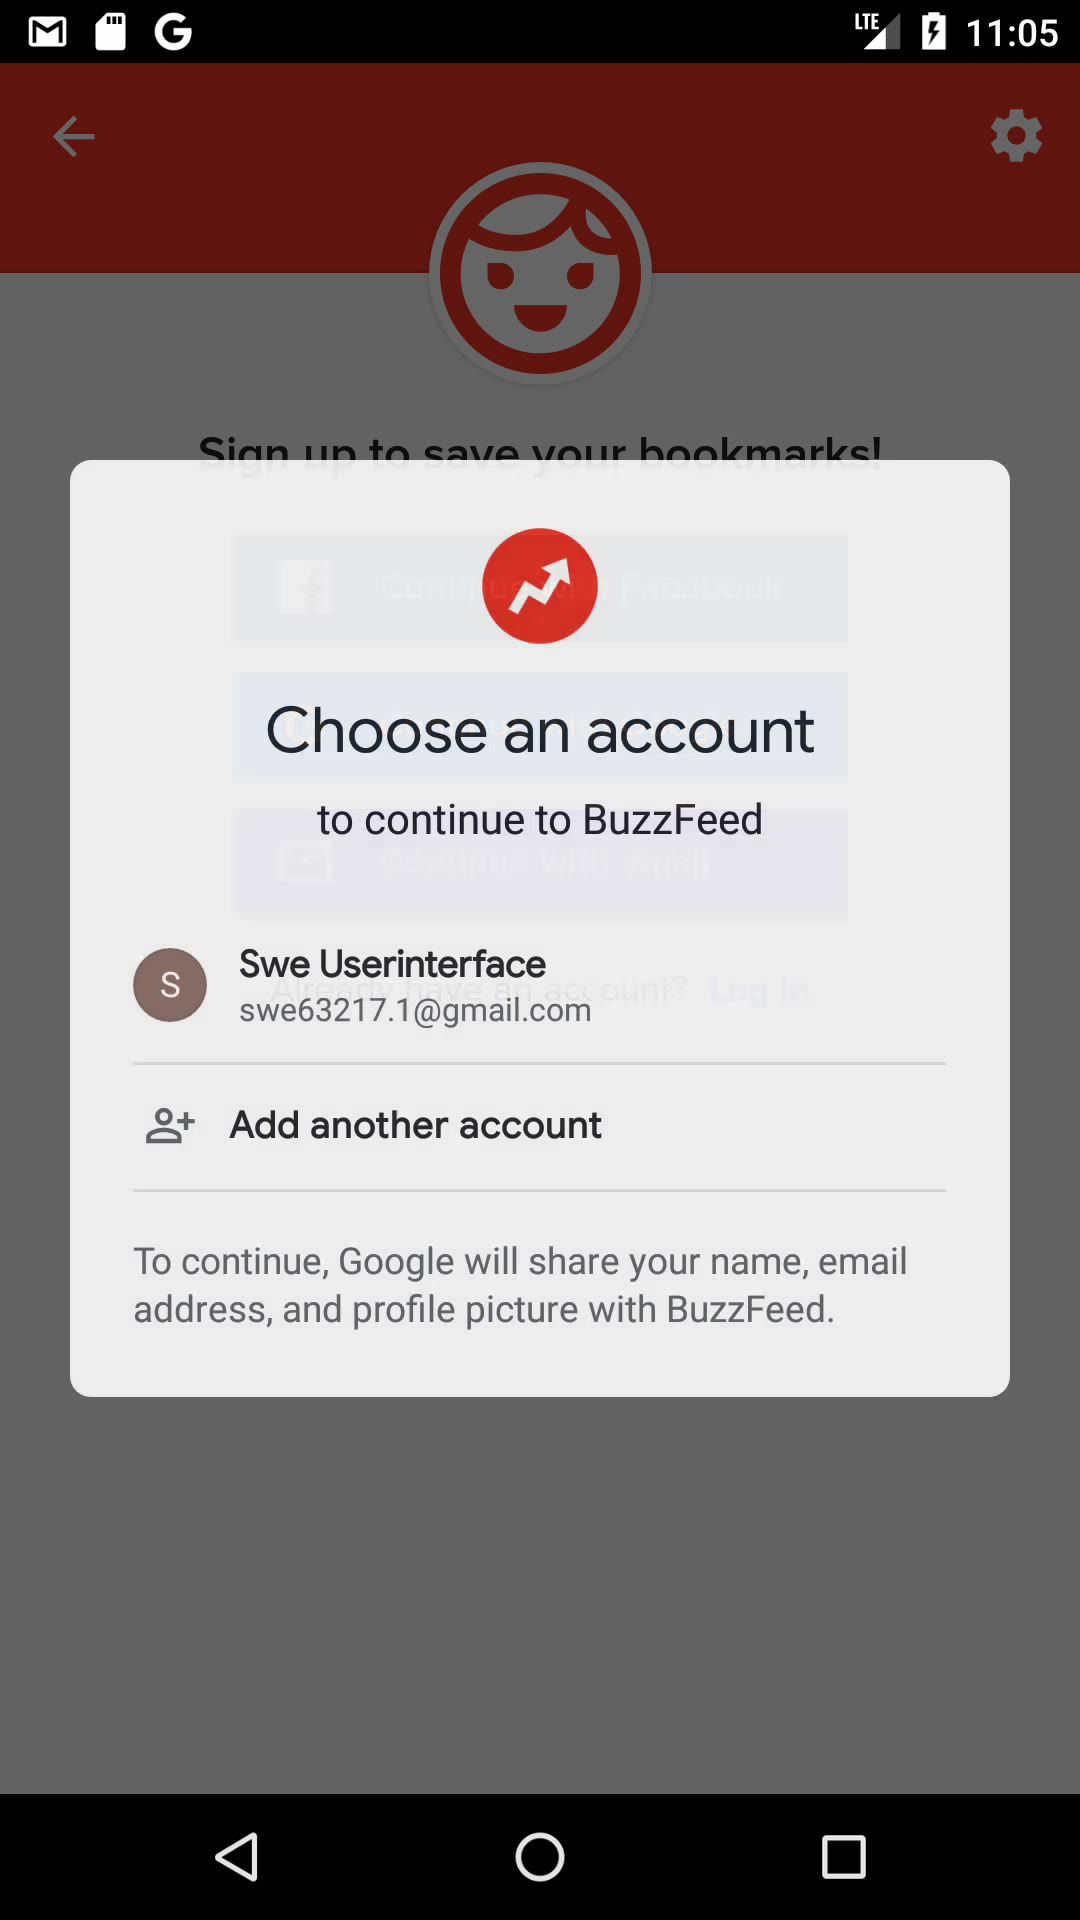 LTE 11:05
Sign up to save your bookmarks!
Continue with Facebook
Choose an account
to continue to BuzzFeed
Continue with email
Swe Userinterface
Already have an account? Log In
swe63217.1@gmail.com
S
Add another account
To continue, Google will share your name, email
address, and profile picture with BuzzFeed.